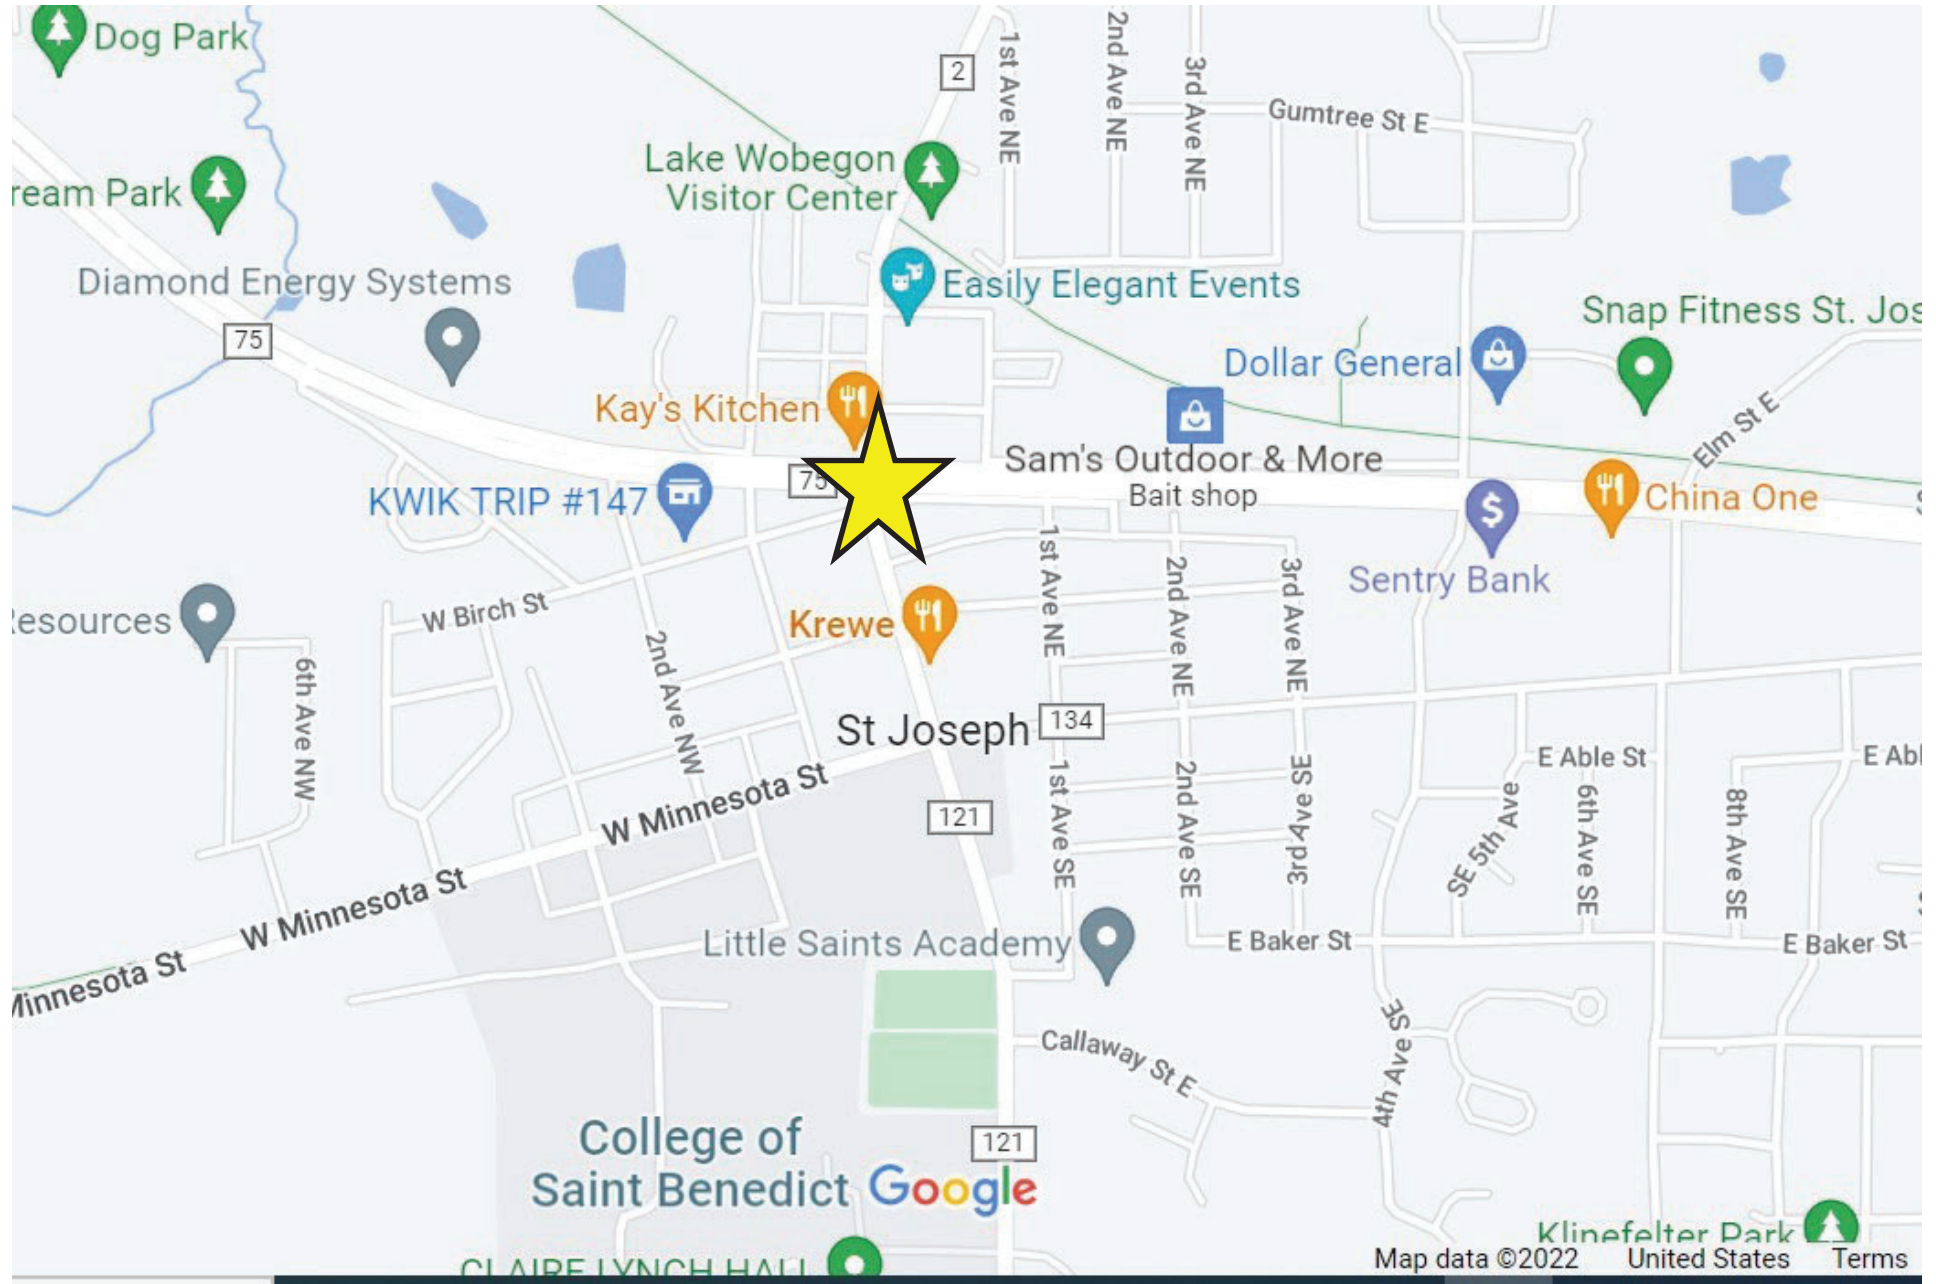 Dog Park
2
1st Ave NE
2nd Ave NE
3rd Ave NE
Gumtree St E
Lake Wobegon
Visitor Center
ream Park
Diamond Energy Systems
Easily Elegant Events
Snap Fitness St. Jos
75
Dollar General
Kay's Kitchen
Elm St E
Sam's Outdoor & More
Bait shop
75
KWIK TRIP #147
China One
Sentry Bank
1st Ave NE
2nd Ave NE
3rd Ave NE
W Birch St
Krewe
esources
2nd Ave NW
6th Ave NW
St Joseph
134
E Able St
E Abl
W Minnesota St
121
1st Ave SE
2nd Ave SE
3rd Ave SE
SE 5th Ave
6th Ave SE
8th Ave SE
W Minnesota St
Little Saints Academy
E Baker St
E Baker St
Minnesota St
Callaway St E
4th Ave SE
College of
Saint Benedict
121
Google
Klinefelter Park
CLAIRE LYNCH HALL
Map data ©2022
United States
Terms